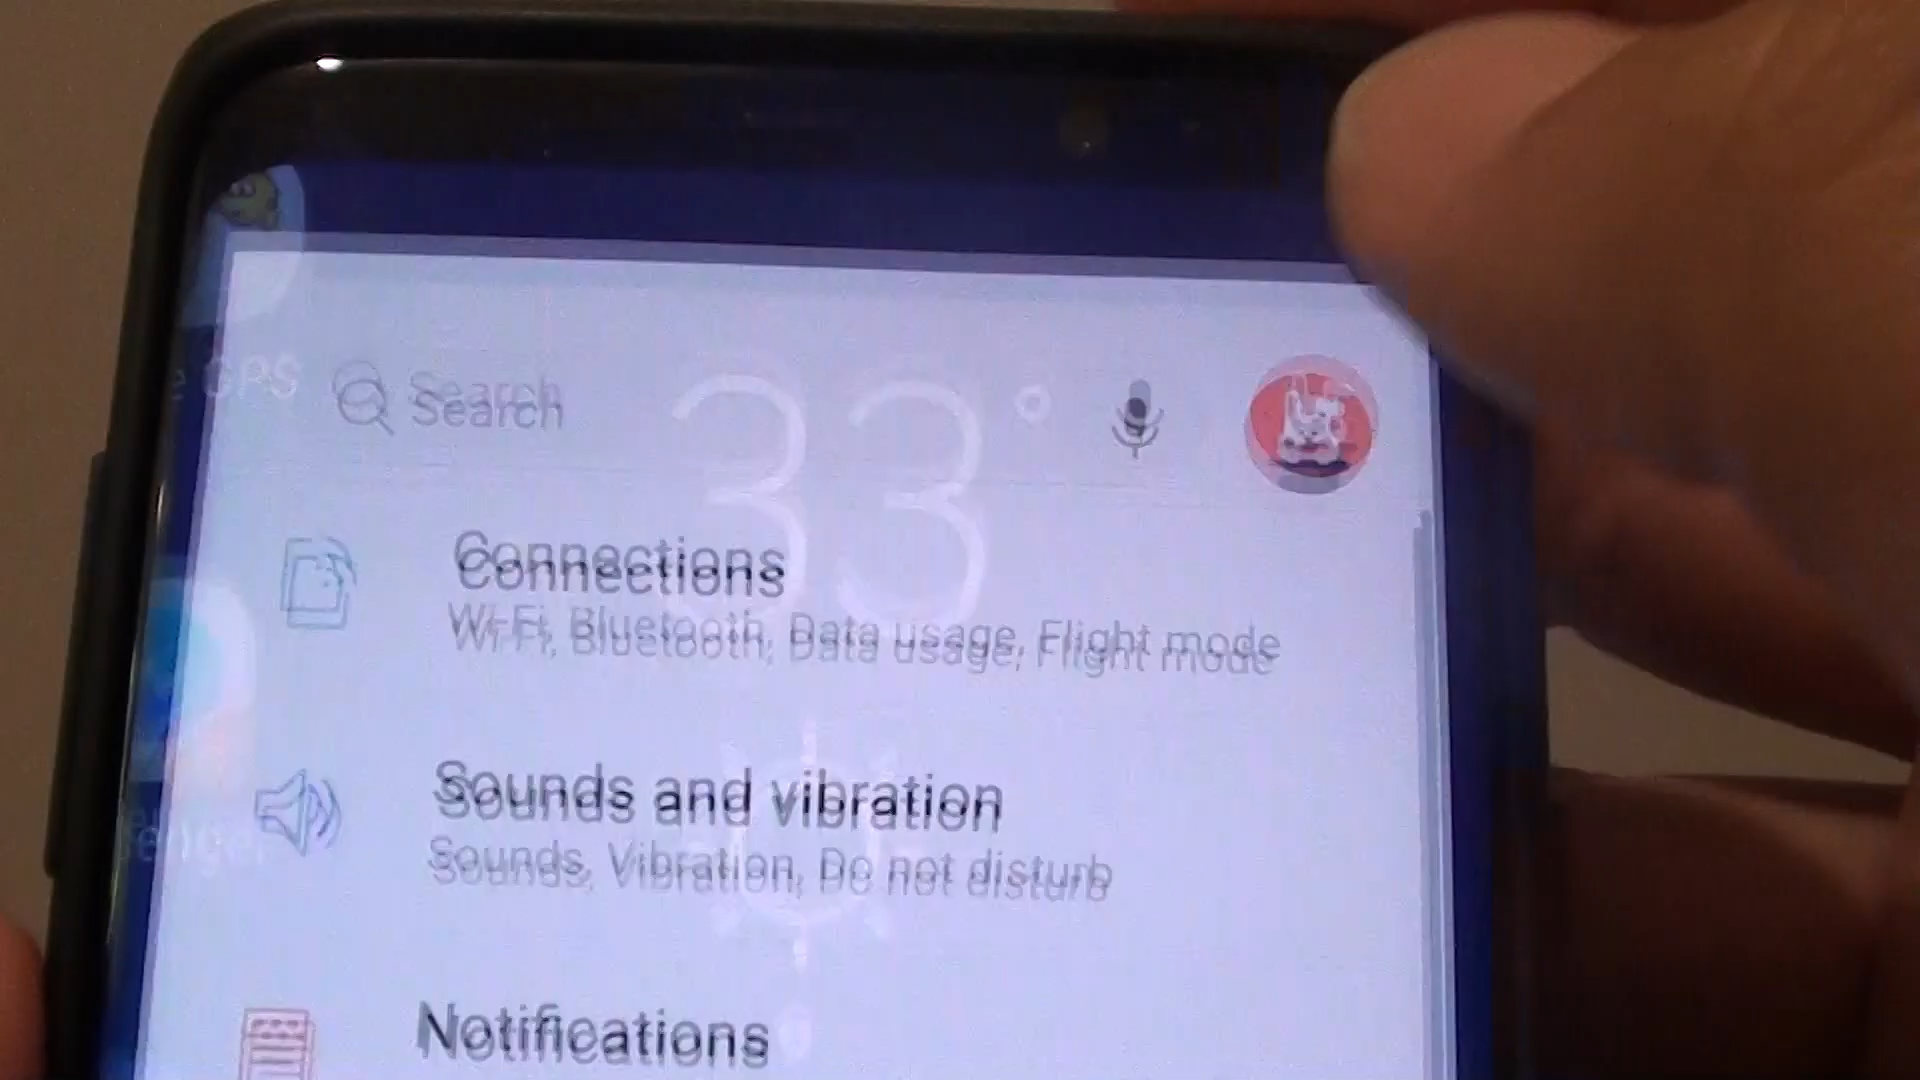 e GPS
Search
33°
Connections
Wi-Fi, Bluetooth, Data usage, Flight mode
Sounds and vibration
Sounds, Vibration, Do not disturb
Notifications